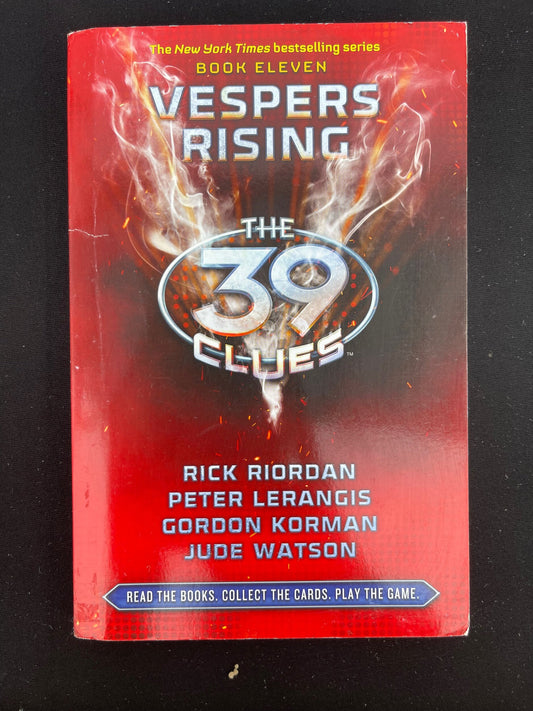 The New York Times bestselling series
BOOK ELEVEN
VESPERS
RISING
THE
39
CLUES™
RICK RIORDAN
PETER LERANGIS
GORDON KORMAN
JUDE WATSON
READ THE BOOKS. COLLECT THE CARDS. PLAY THE GAME.